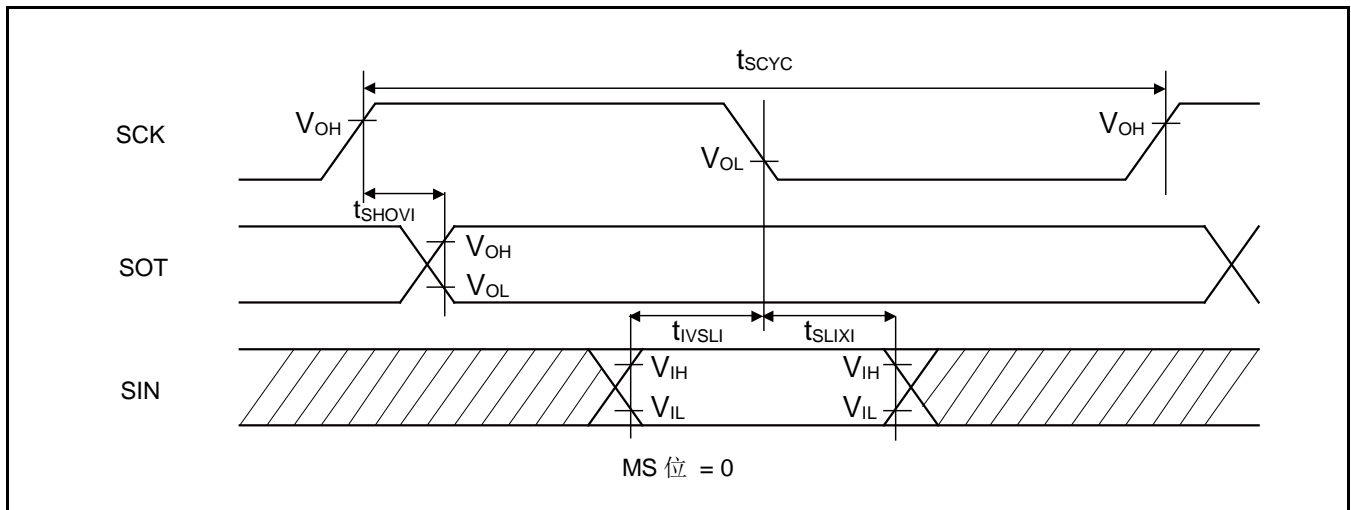 tSCYC
SCK
VOH
VOL
VOH
tSHOVI
SOT
VOH
VOL
tIVSLI
tSLIXI
SIN
VIH
VIL
VIH
VIL
MS 位 = 0